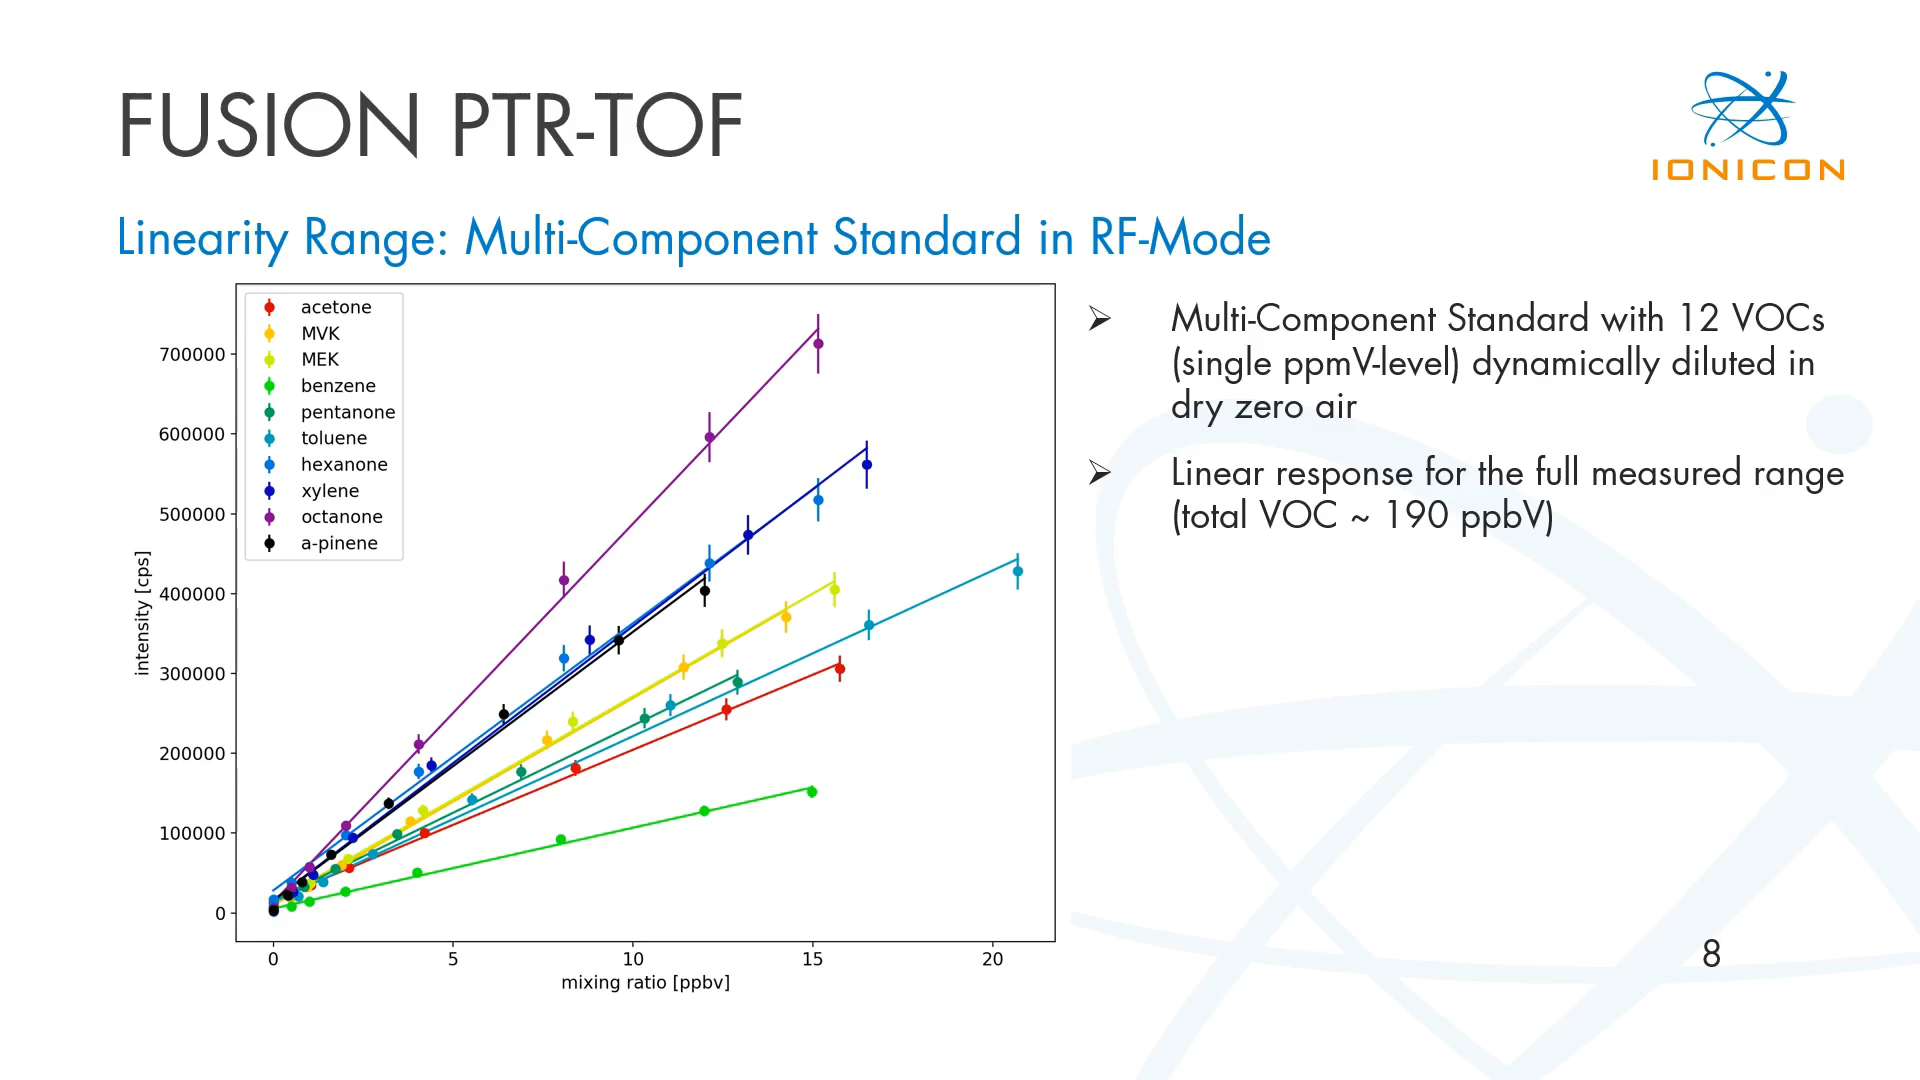 FUSION PTR-TOF
IONICON
Linearity Range: Multi-Component Standard in RF-Mode
acetone
MVK
MEK
benzene
pentanone
toluene
hexanone
xylene
octanone
a-pinene
700000
600000
500000
400000
300000
200000
100000
0
intensity [cps]
0 5 10 15 20
mixing ratio [ppbv]
➢ Multi-Component Standard with 12 VOCs
(single ppmV-level) dynamically diluted in
dry zero air
➢ Linear response for the full measured range
(total VOC ~ 190 ppbV)
8